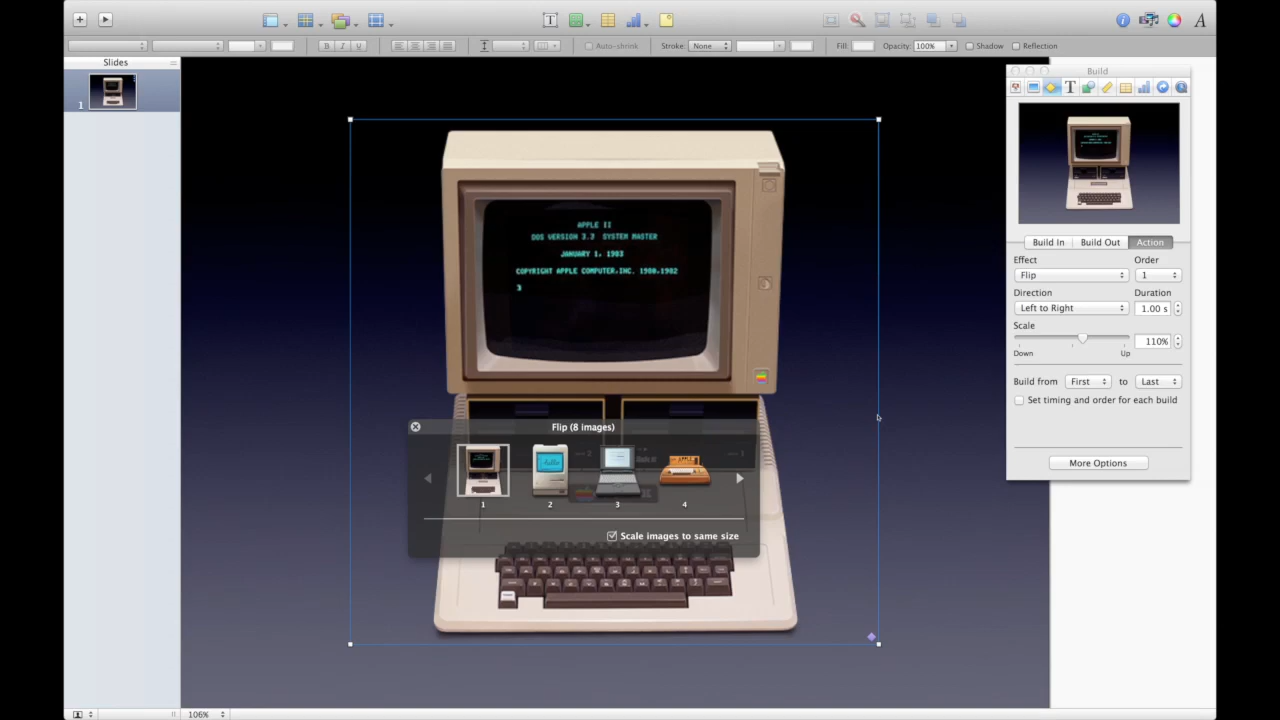 B I U
Auto-shrink
Stroke: None
Fill:
Opacity: 100%
Shadow
Reflection
Slides
1
Build
APPLE II
DOS VERSION 3.3 SYSTEM MASTER
JANUARY 1, 1983
COPYRIGHT APPLE COMPUTER,INC. 1980,1982
Build In
Build Out
Action
Effect
Order
Flip
1
Direction
Duration
Left to Right
1.00 s
Scale
110%
Down
Up
Build from First to Last
Set timing and order for each build
More Options
Flip (8 images)
1
2
3
4
Scale images to same size
106%